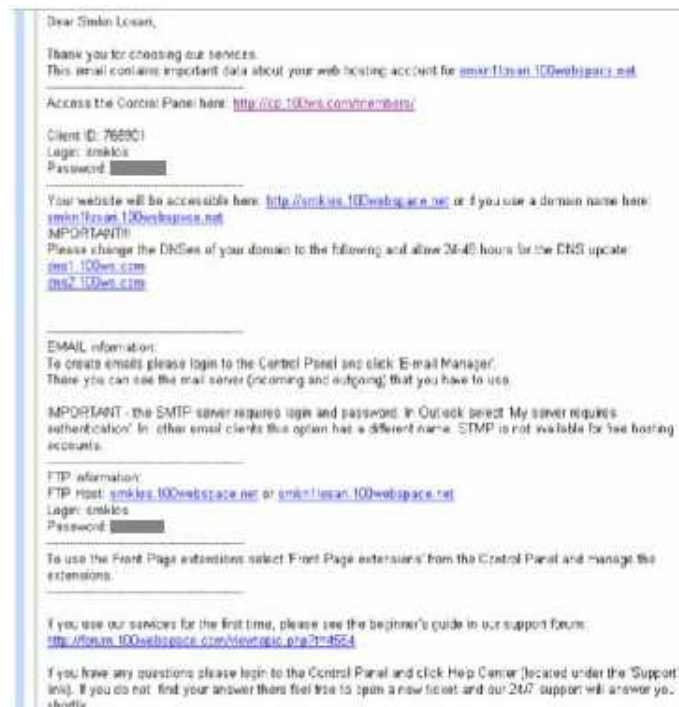 Dear Smkn Losari,
Thank you for choosing our services.
This email contains important data about your web hosting account for smkn1losari.100webspace.net
Access the Control Panel here: http://cp.100ws.com/members/
Client ID: 768901
Login: smklos
Password:
Your website will be accessible here: http://smklos.100webspace.net or if you use a domain name here:
smkn1losari.100webspace.net
IMPORTANT!!!
Please change the DNSes of your domain to the following and allow 24-48 hours for the DNS update:
dns1.100ws.com
dns2.100ws.com
EMAIL information:
To create emails please login to the Control Panel and click 'E-mail Manager'.
There you can see the mail server (incoming and outgoing) that you have to use.
IMPORTANT - the SMTP server requires login and password. In Outlook select 'My server requires
authentication'. In other email clients this option has a different name. STMP is not available for free hosting
accounts.
FTP information:
FTP Host: smklos.100webspace.net or smkn1losari.100webspace.net
Login: smklos
Password:
To use the Front Page extensions select 'Front Page extensions' from the Control Panel and manage the
extensions.
If you use our services for the first time, please see the beginner's guide in our support forum:
http://forum.100webspace.com/viewtopic.php?t=4554
If you have any questions please login to the Control Panel and click Help Center (located under the 'Support'
link). If you do not find your answer there feel free to open a new ticket and our 24/7 support will answer you
shortly.